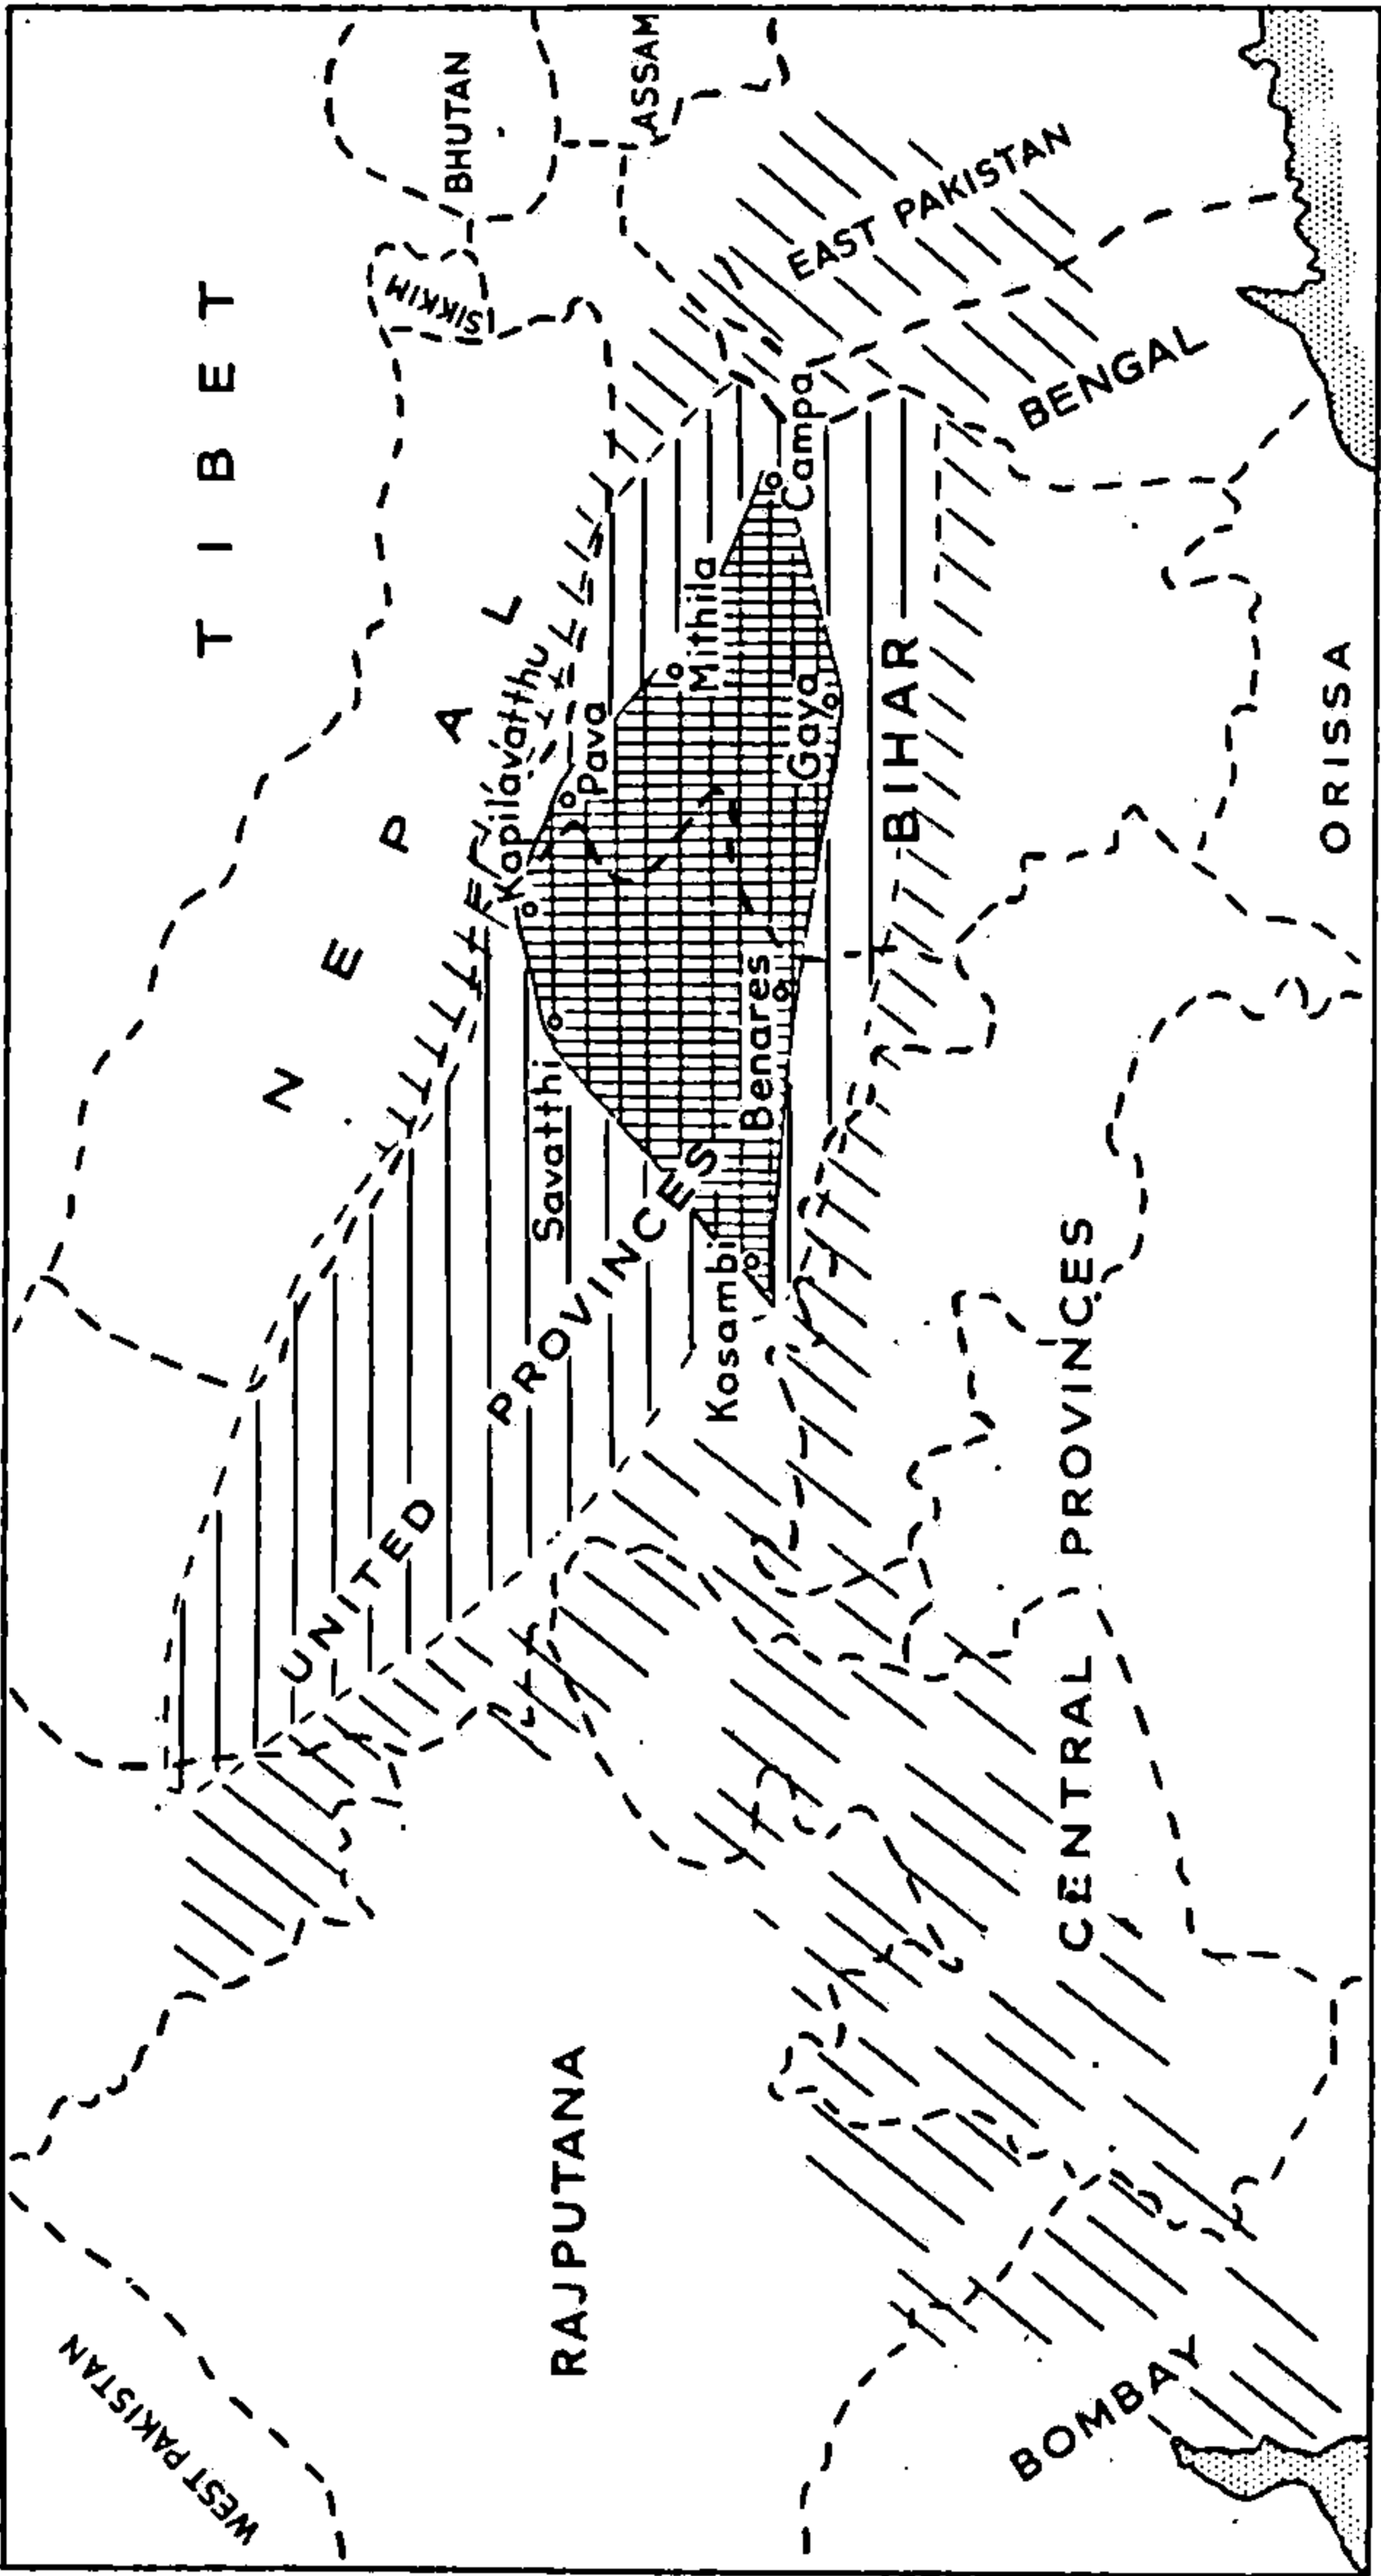 TIBET
NEPAL
SIKKIM
BHUTAN
ASSAM
WEST PAKISTAN
UNITED PROVINCES
RAJPUTANA
Savatthi
Kapilavatthu
Pava
Mithila
Kosambi
Benares
Gaya
Campa
BIHAR
EAST PAKISTAN
BENGAL
CENTRAL PROVINCES
ORISSA
BOMBAY